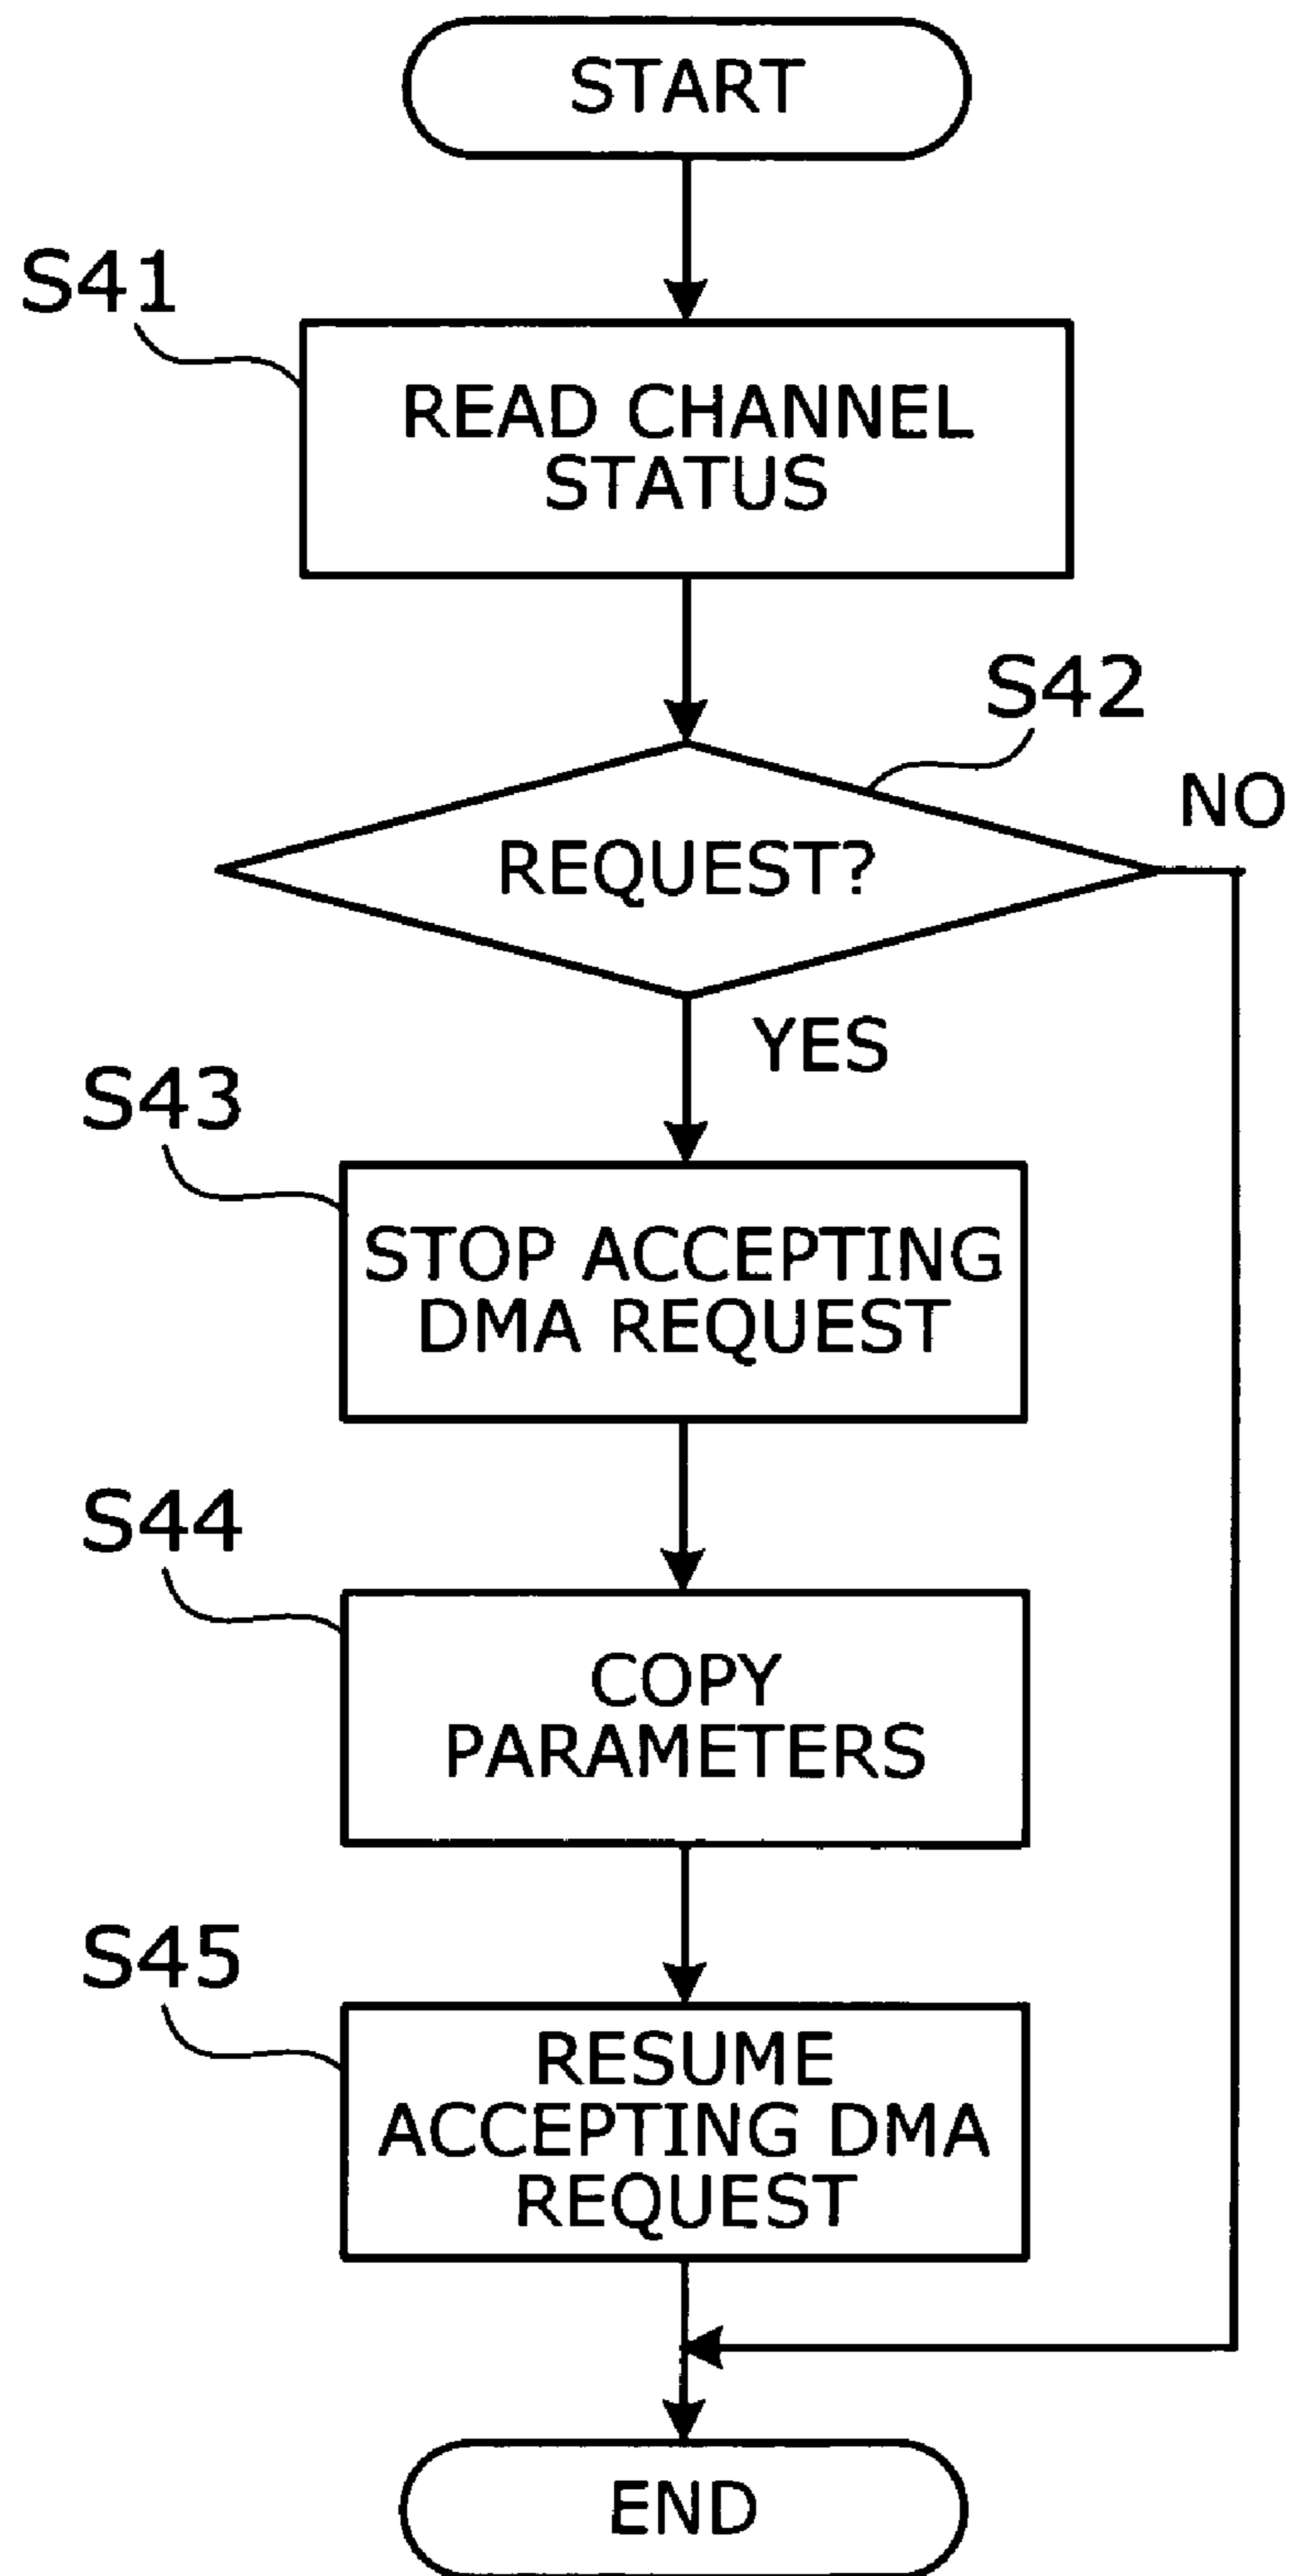 START
S41
READ CHANNEL
STATUS
S42
NO
REQUEST?
YES
S43
STOP ACCEPTING
DMA REQUEST
S44
COPY
PARAMETERS
S45
RESUME
ACCEPTING DMA
REQUEST
END